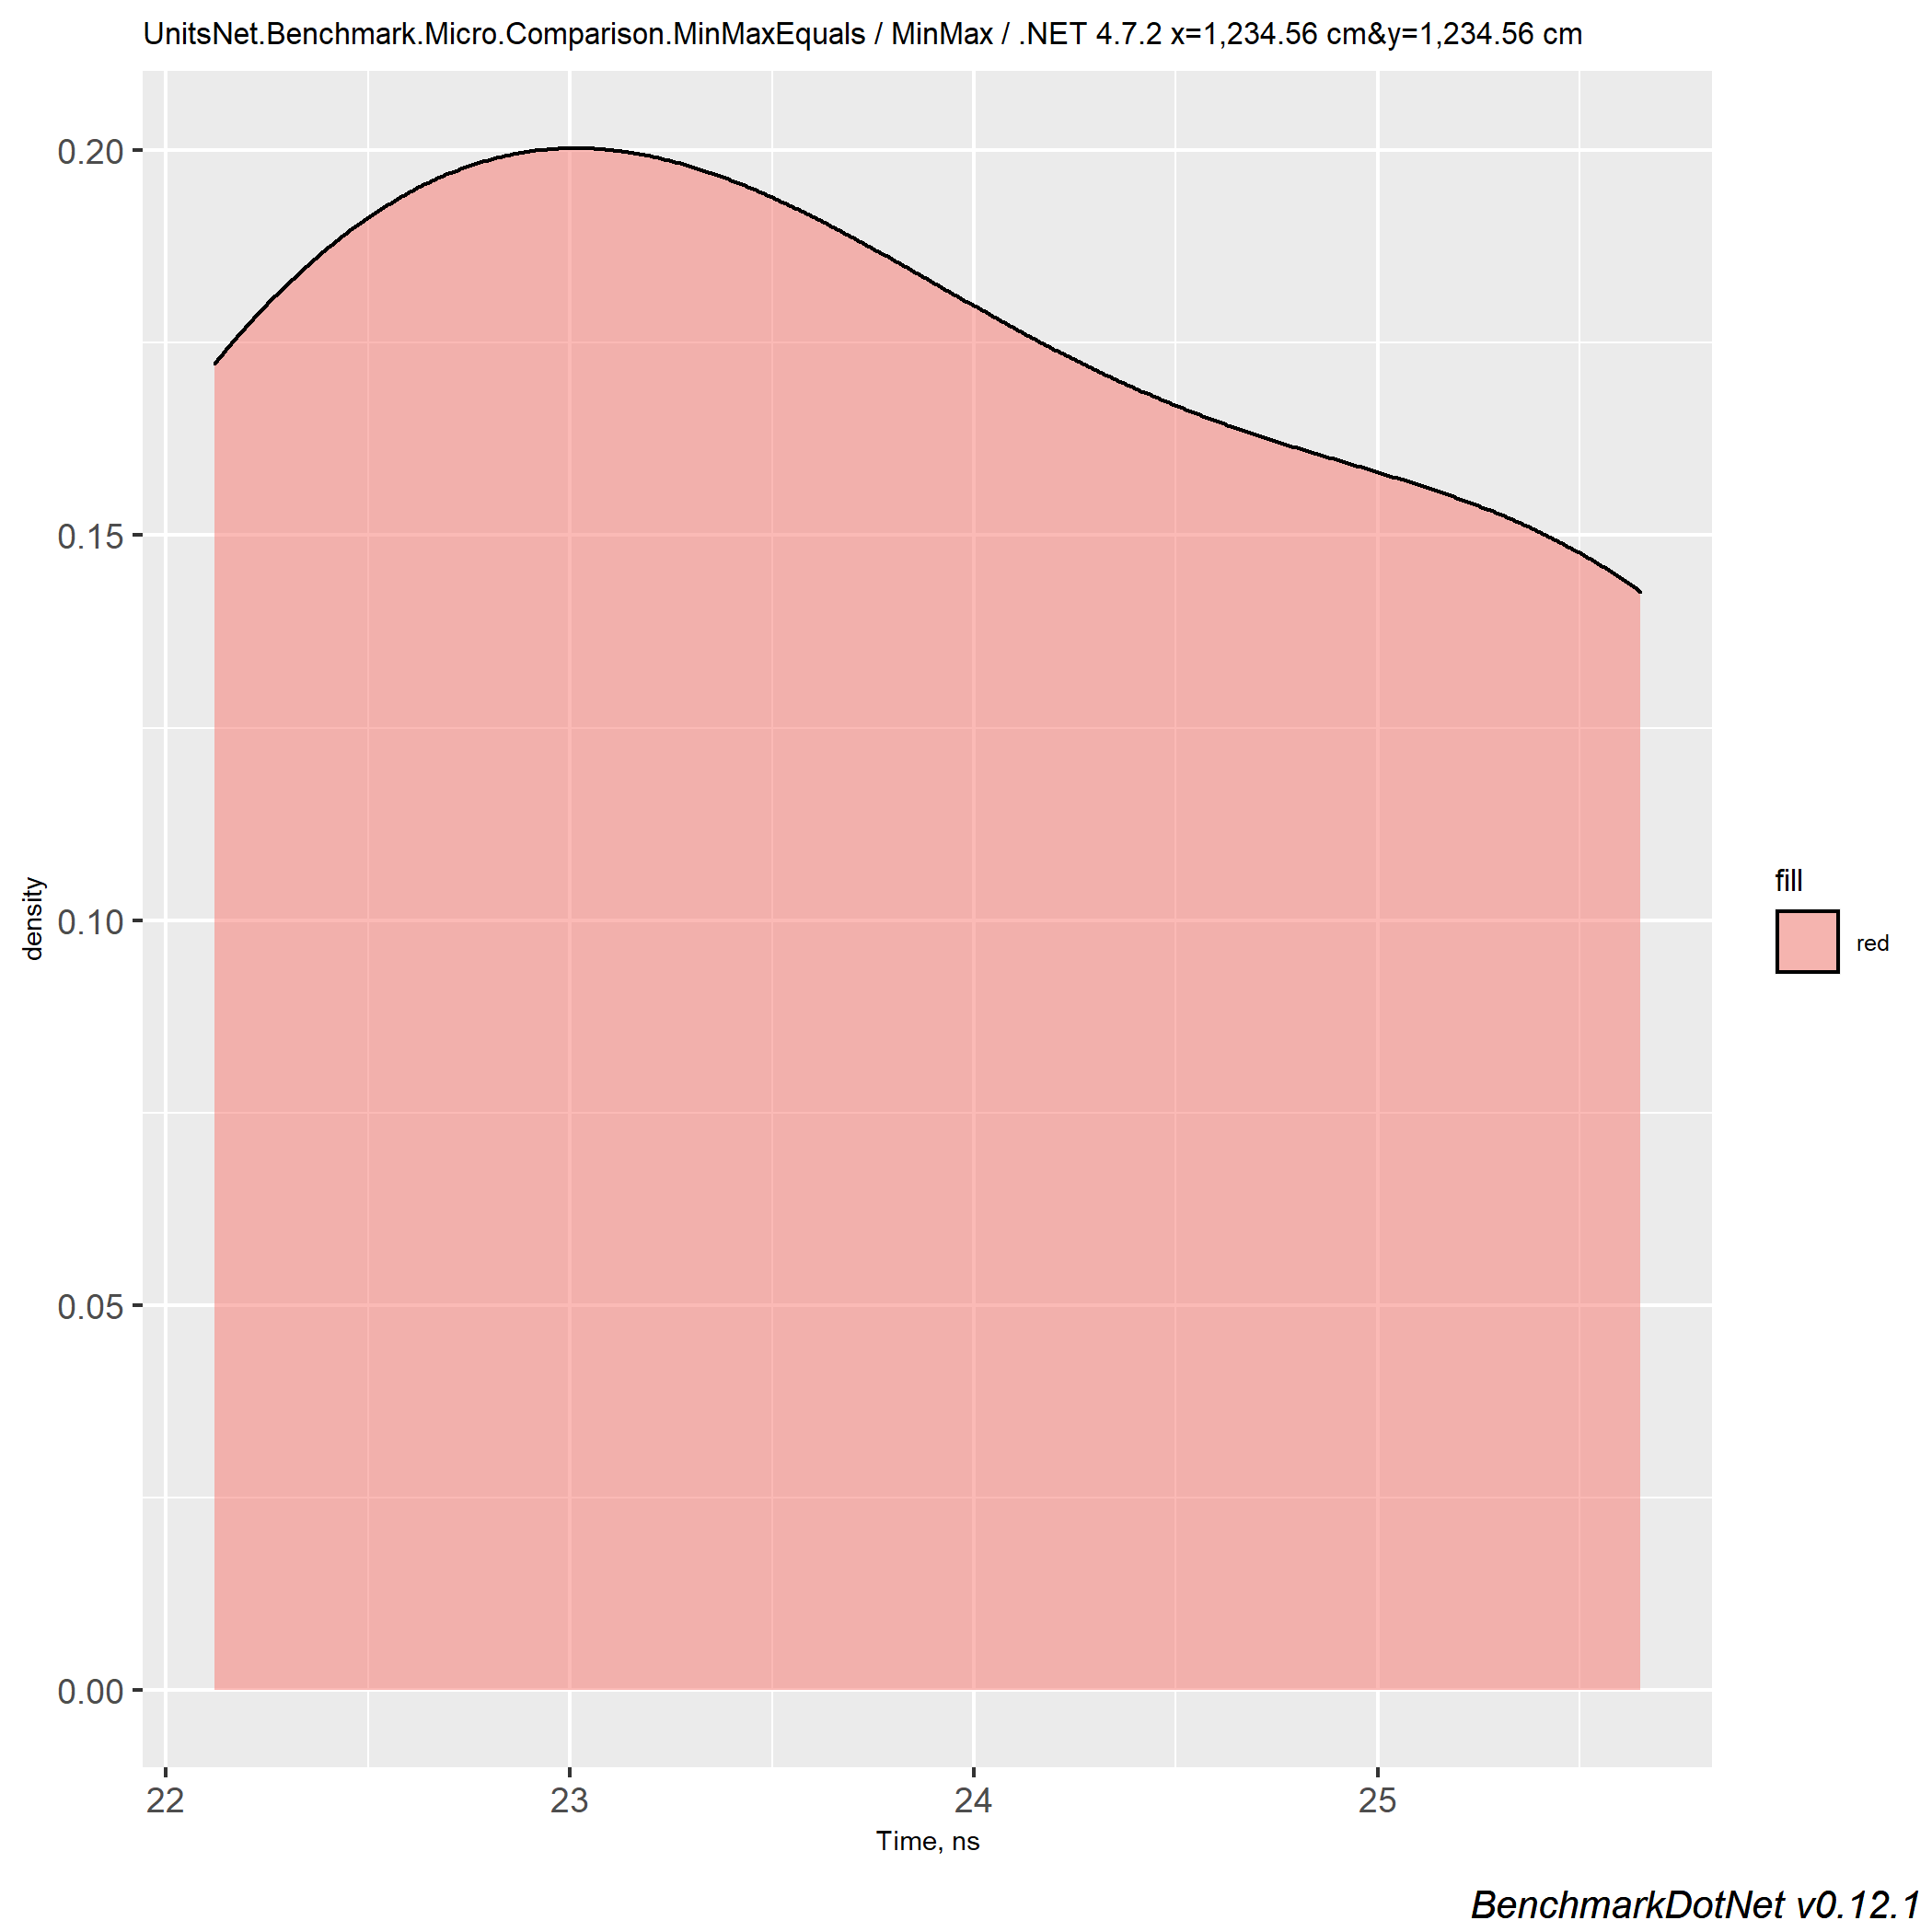 UnitsNet.Benchmark.Micro.Comparison.MinMaxEquals / MinMax / .NET 4.7.2 x=1,234.56 cm&y=1,234.56 cm
0.20
0.15
0.10
0.05
0.00
density
22 23 24 25
Time, ns
fill
red
BenchmarkDotNet v0.12.1